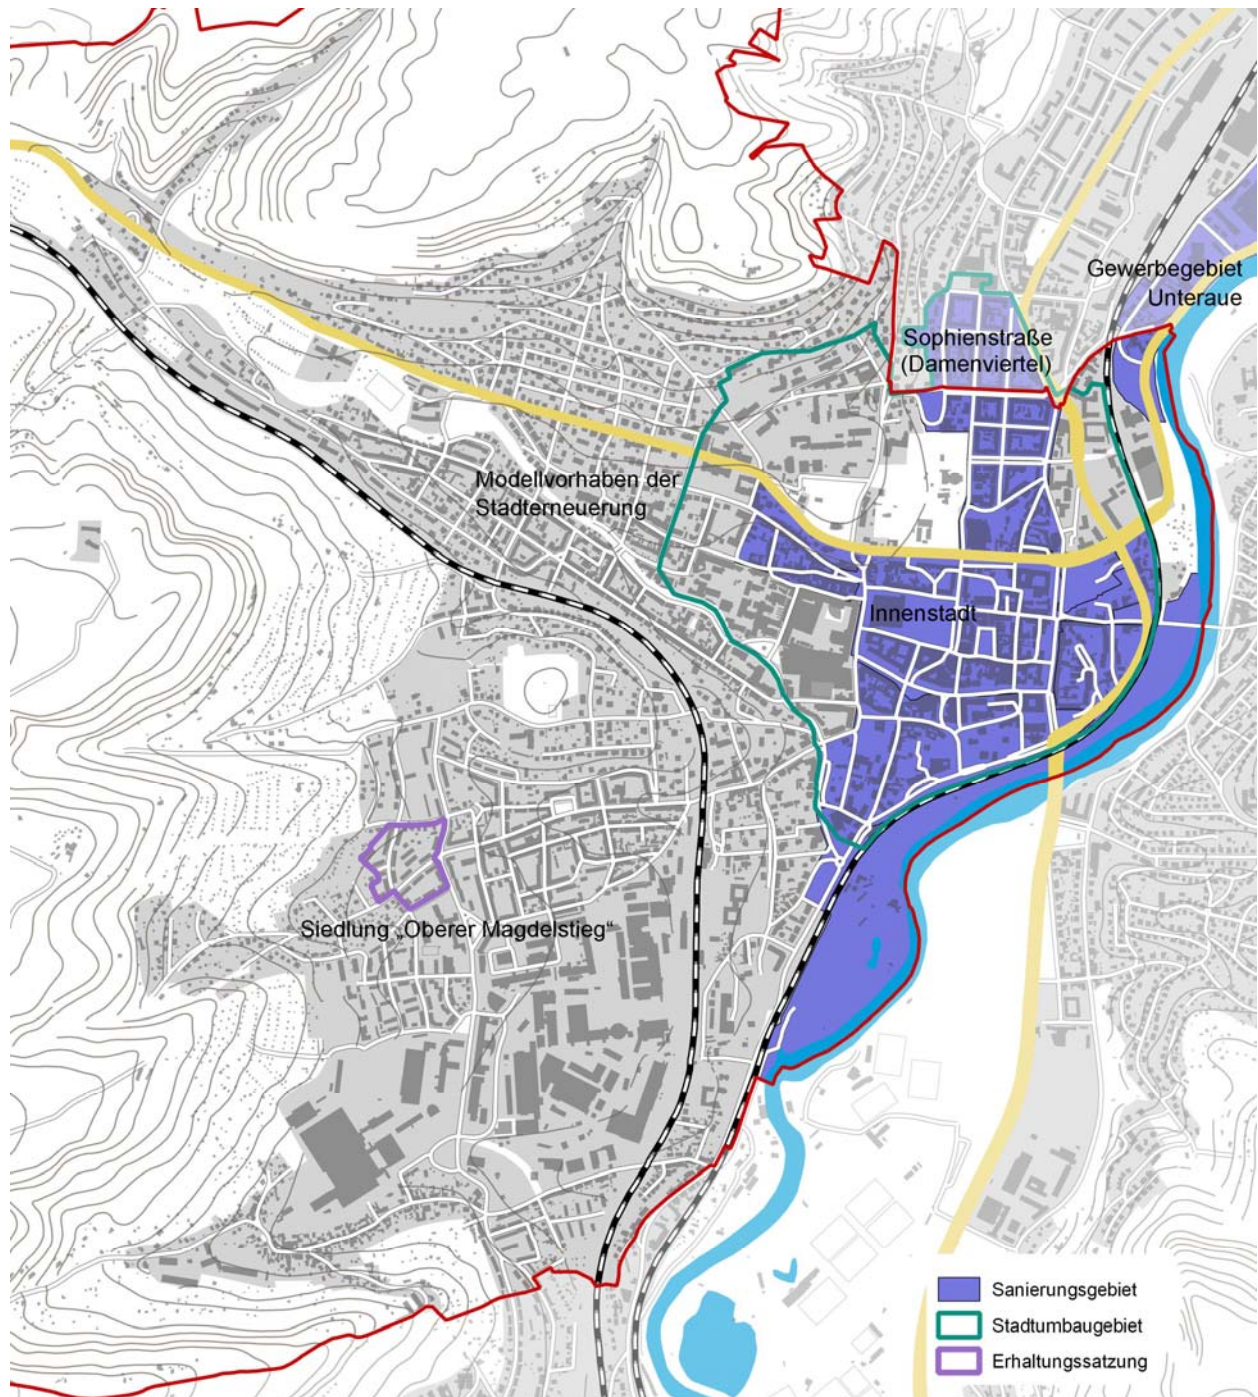 Gewerbegebiet
Unteraue
Sophienstraße
(Damenviertel)
Modellvorhaben der
Stadterneuerung
Innenstadt
Siedlung „Oberer Magdelstieg“
Sanierungsgebiet
Stadtumbaugebiet
Erhaltungssatzung